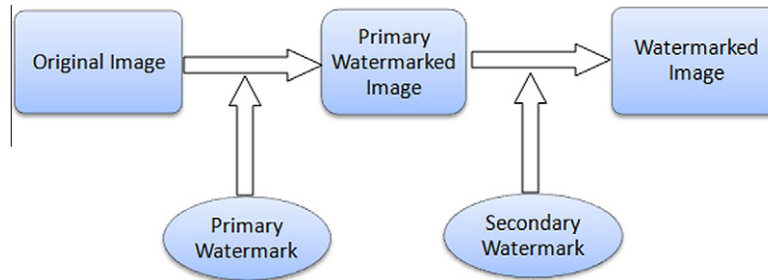 Original Image
Primary
Watermarked
Image
Watermarked
Image
Primary
Watermark
Secondary
Watermark